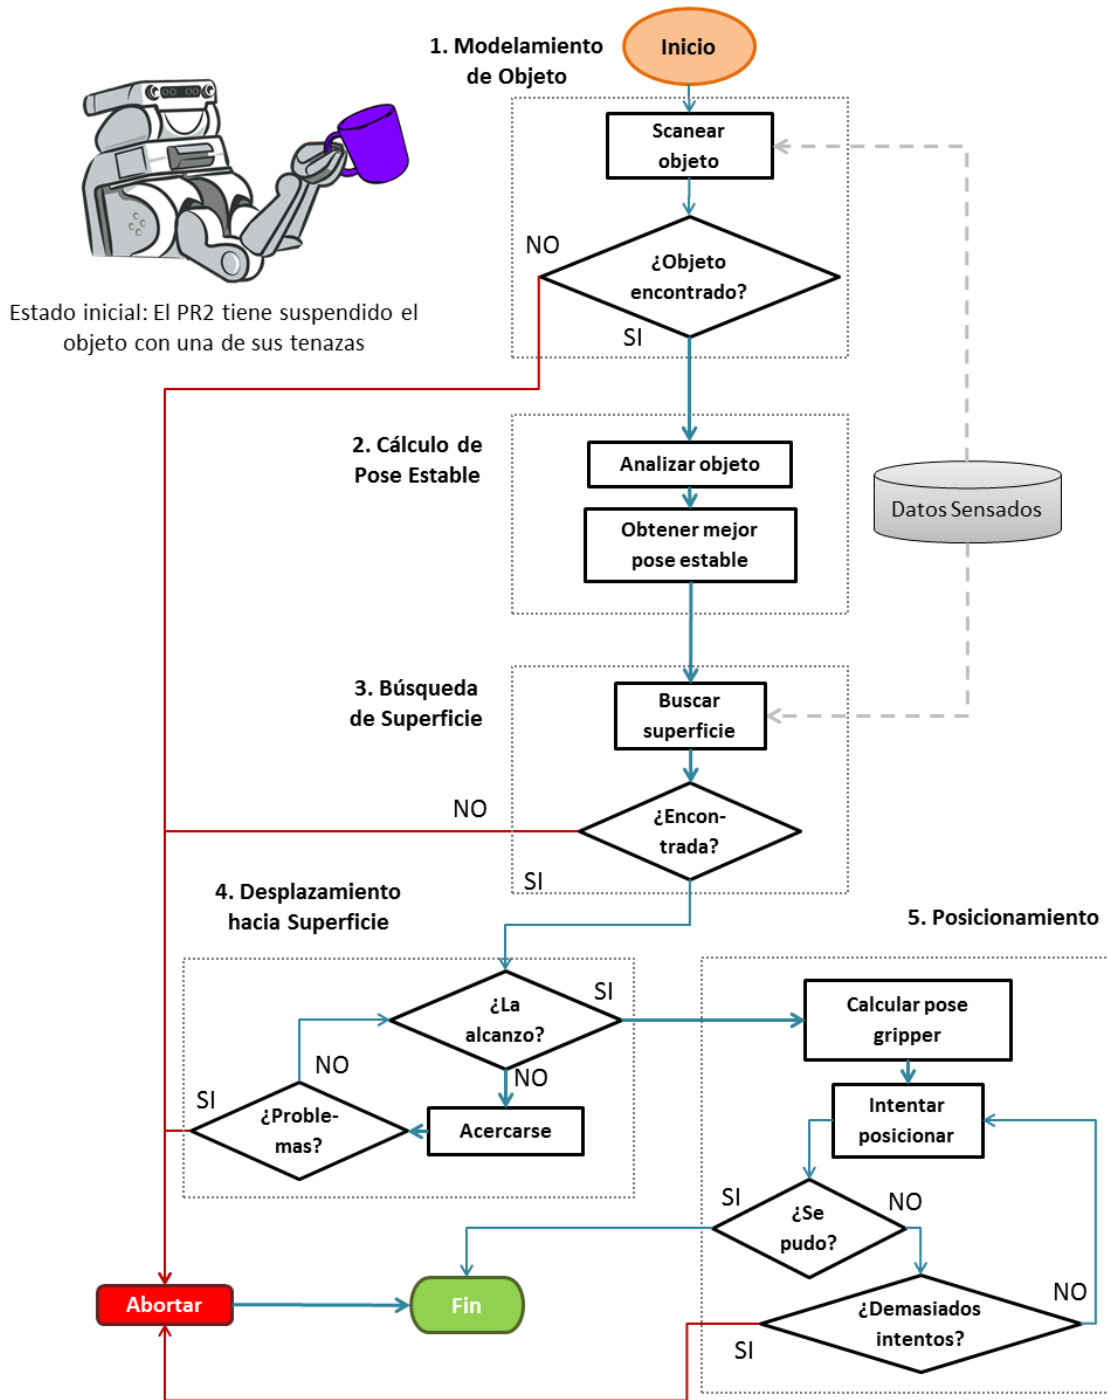 1. Modelamiento
de Objeto
Inicio
Scanear
objeto
NO
¿Objeto
encontrado?
SI
Estado inicial: El PR2 tiene suspendido el
objeto con una de sus tenazas
2. Cálculo de
Pose Estable
Analizar objeto
Obtener mejor
pose estable
Datos Sensados
3. Búsqueda
de Superficie
Buscar
superficie
NO
¿Encon-
trada?
SI
4. Desplazamiento
hacia Superficie
5. Posicionamiento
¿La
alcanzo?
SI
NO
Acercarse
¿Proble-
mas?
NO
SI
Calcular pose
gripper
Intentar
posicionar
¿Se
pudo?
SI
NO
¿Demasiados
intentos?
NO
SI
Abortar
Fin